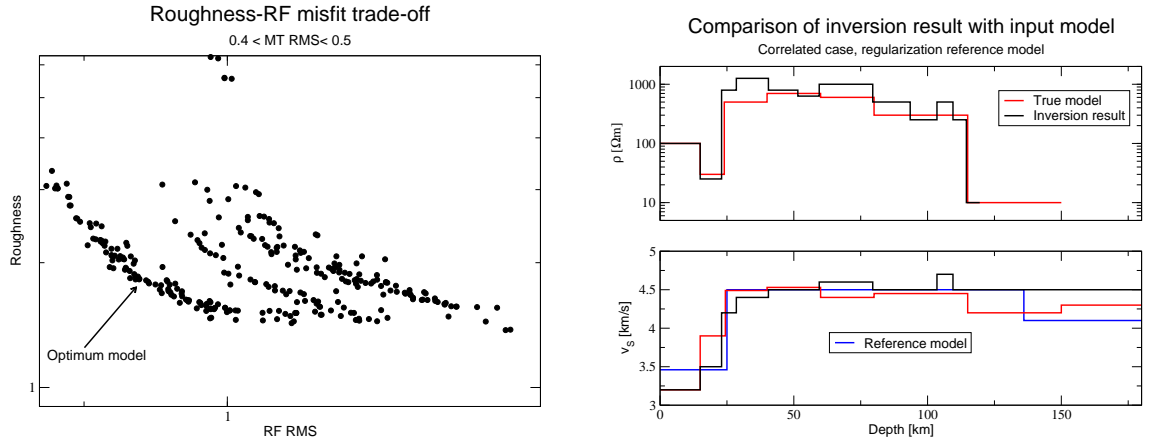 Roughness-RF misfit trade-off
0.4 < MT RMS< 0.5
Roughness
1
Optimum model
1
RF RMS
Comparison of inversion result with input model
Correlated case, regularization reference model
1000
100
10
ρ [Ωm]
True model
Inversion result
5
4.5
4
3.5
3
v_S [km/s]
Reference model
0
50
100
150
Depth [km]